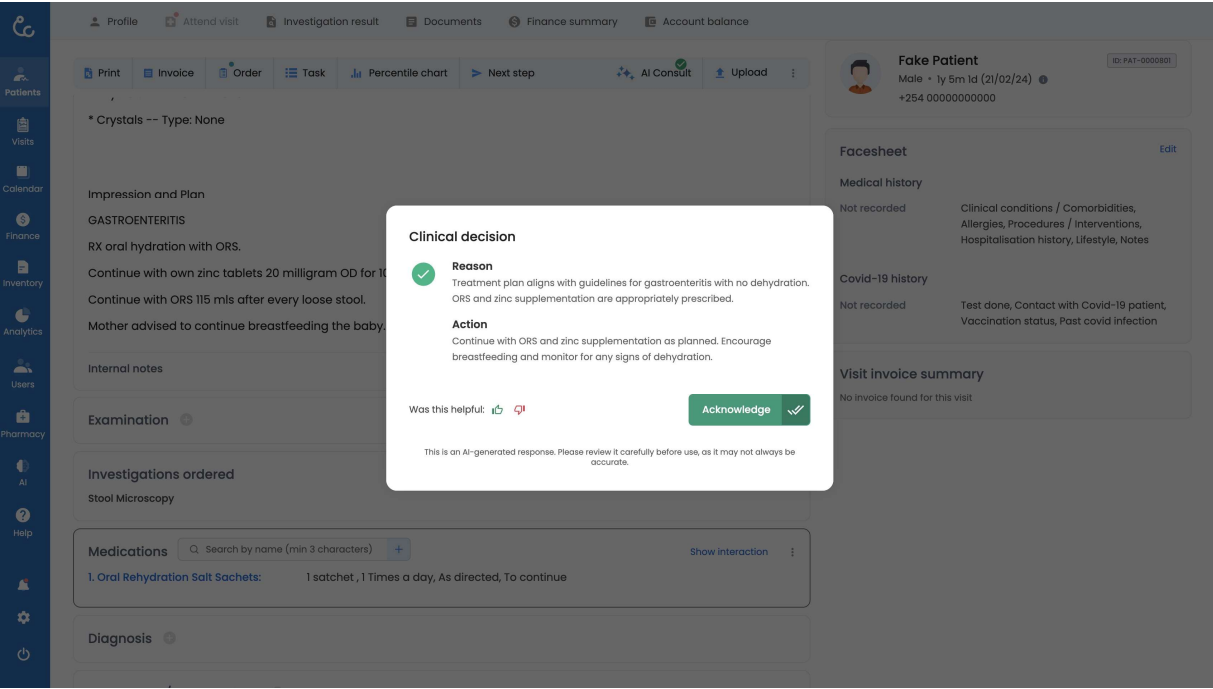 Profile
Attend visit
Investigation result
Documents
Finance summary
Account balance
Patients
Visits
Calendar
Finance
Inventory
Analytics
Users
Pharmacy
AI
Help
Print
Invoice
Order
Task
Percentile chart
Next step
AI Consult
Upload
* Crystals -- Type: None
Impression and Plan
GASTROENTERITIS
RX oral hydration with ORS.
Continue with own zinc tablets 20 milligram OD for 10
Continue with ORS 115 mls after every loose stool.
Mother advised to continue breastfeeding the baby.
Internal notes
Examination
Investigations ordered
Stool Microscopy
Medications
Search by name (min 3 characters)
Show interaction
1. Oral Rehydration Salt Sachets: 1 satchet , 1 Times a day, As directed, To continue
Diagnosis
Clinical decision
Reason
Treatment plan aligns with guidelines for gastroenteritis with no dehydration.
ORS and zinc supplementation are appropriately prescribed.
Action
Continue with ORS and zinc supplementation as planned. Encourage
breastfeeding and monitor for any signs of dehydration.
Was this helpful:
Acknowledge
This is an AI-generated response. Please review it carefully before use, as it may not always be
accurate.
Fake Patient
ID: PAT-0000801
Male • 1y 5m 1d (21/02/24)
+254 00000000000
Facesheet
Edit
Medical history
Not recorded
Clinical conditions / Comorbidities,
Allergies, Procedures / Interventions,
Hospitalisation history, Lifestyle, Notes
Covid-19 history
Not recorded
Test done, Contact with Covid-19 patient,
Vaccination status, Past covid infection
Visit invoice summary
No invoice found for this visit